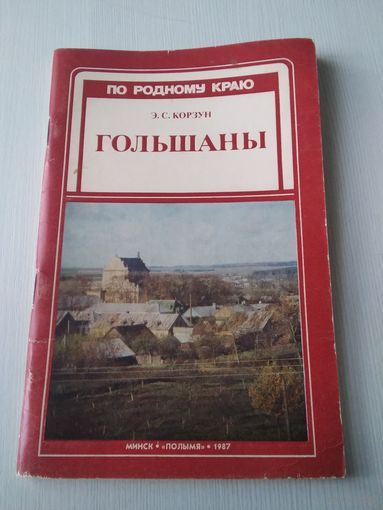 ПО РОДНОМУ КРАЮ
Э. С. КОРЗУН
ГОЛЬШАНЫ
МИНСК • «ПОЛЫМЯ» • 1987